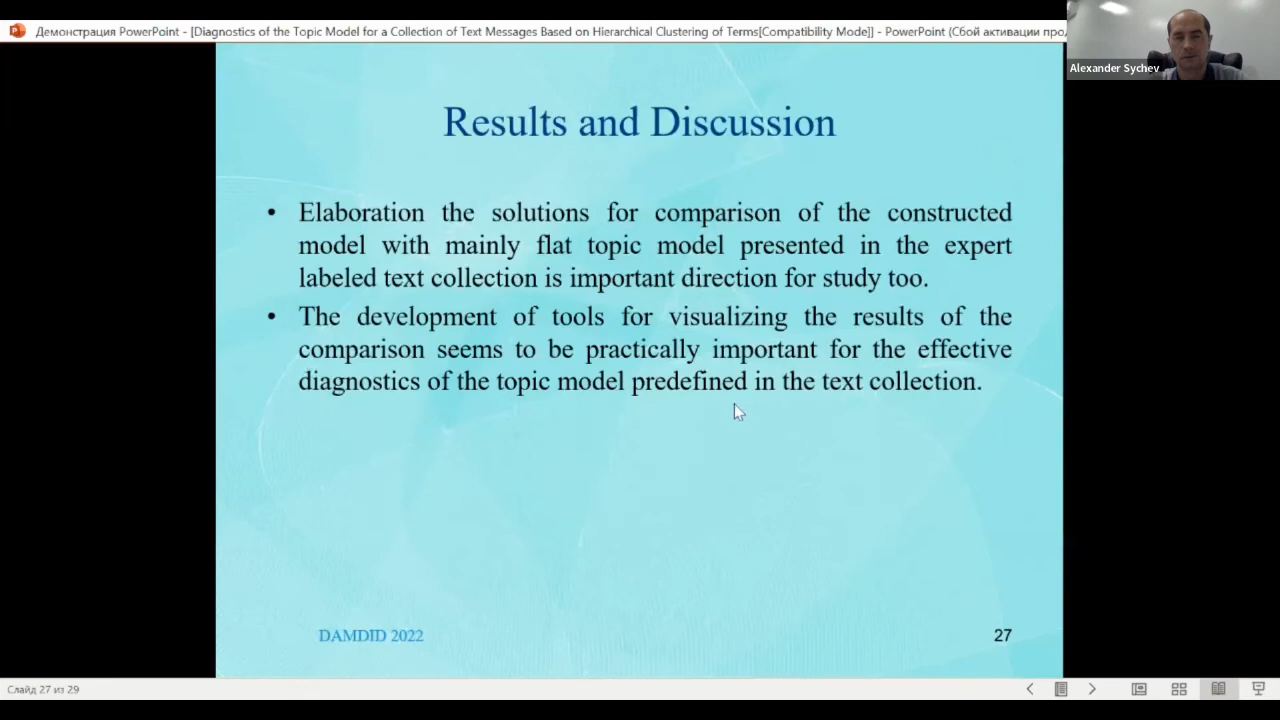 Демонстрация PowerPoint - [Diagnostics of the Topic Model for a Collection of Text Messages Based on Hierarchical Clustering of Terms[Compatibility Mode]] - PowerPoint (Сбой активации про
Alexander Sychev
Results and Discussion
• Elaboration the solutions for comparison of the constructed
model with mainly flat topic model presented in the expert
labeled text collection is important direction for study too.
• The development of tools for visualizing the results of the
comparison seems to be practically important for the effective
diagnostics of the topic model predefined in the text collection.
DAMDID 2022
27
Слайд 27 из 29